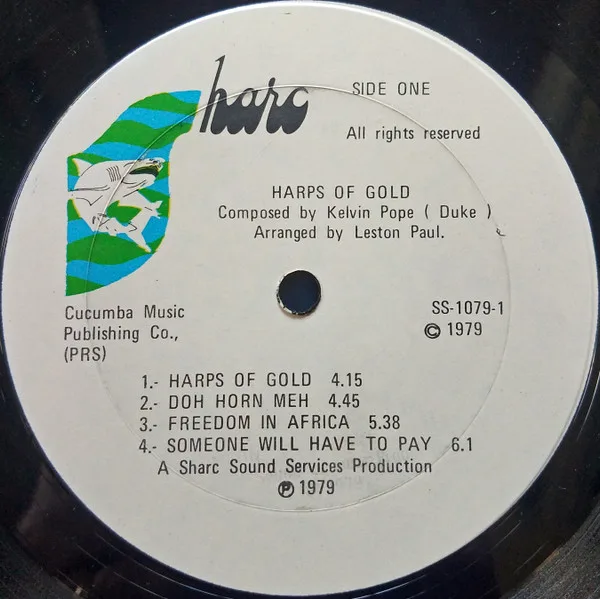 Sharc
SIDE ONE
All rights reserved
HARPS OF GOLD
Composed by Kelvin Pope ( Duke )
Arranged by Leston Paul.
Cucumba Music
Publishing Co.,
(PRS)
SS-1079-1
© 1979
1.- HARPS OF GOLD 4.15
2.- DOH HORN MEH 4.45
3.- FREEDOM IN AFRICA 5.38
4.- SOMEONE WILL HAVE TO PAY 6.1
A Sharc Sound Services Production
℗ 1979